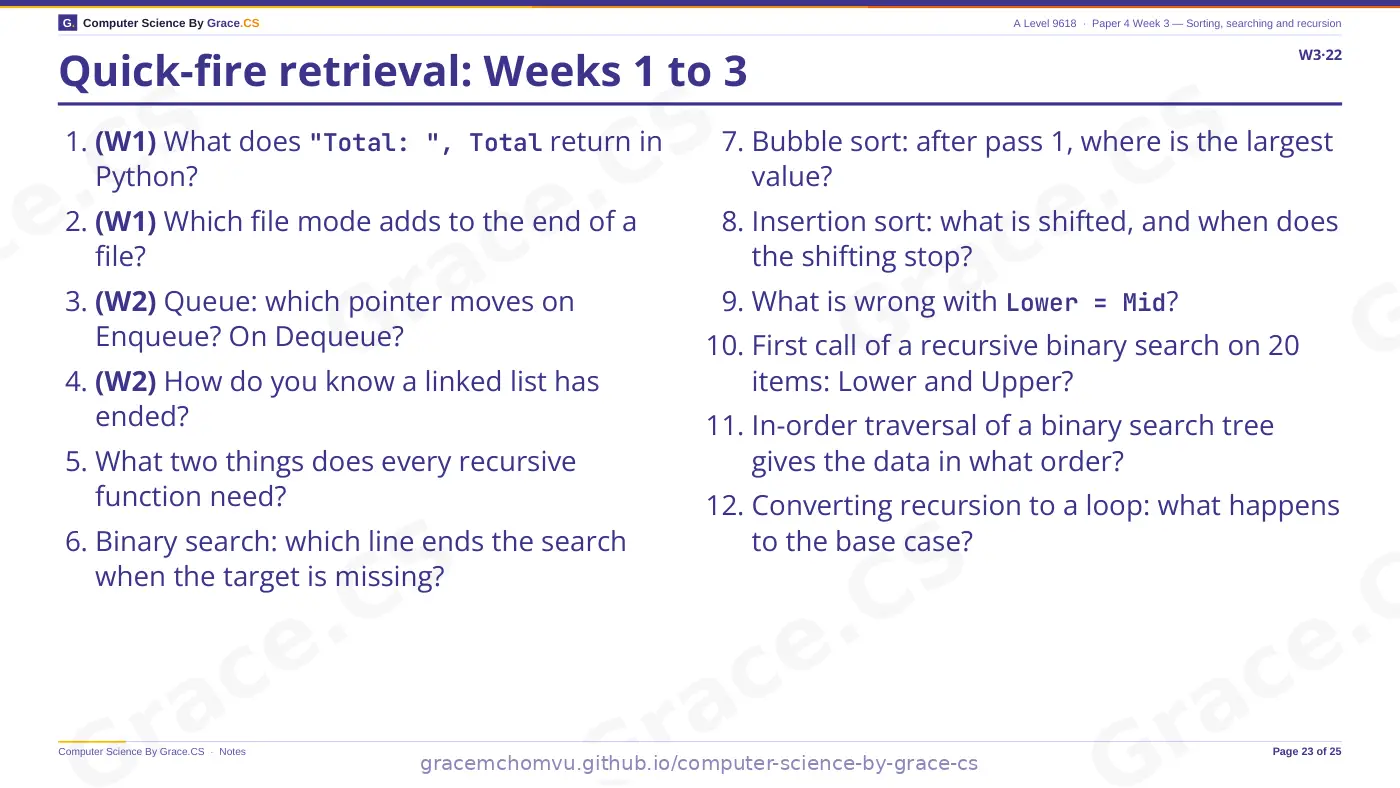 G. Computer Science By Grace.CS
A Level 9618 · Paper 4 Week 3 — Sorting, searching and recursion
Quick-fire retrieval: Weeks 1 to 3
W3·22
1. (W1) What does "Total: ", Total return in
Python?
2. (W1) Which file mode adds to the end of a
file?
3. (W2) Queue: which pointer moves on
Enqueue? On Dequeue?
4. (W2) How do you know a linked list has
ended?
5. What two things does every recursive
function need?
6. Binary search: which line ends the search
when the target is missing?
7. Bubble sort: after pass 1, where is the largest
value?
8. Insertion sort: what is shifted, and when does
the shifting stop?
9. What is wrong with Lower = Mid?
10. First call of a recursive binary search on 20
items: Lower and Upper?
11. In-order traversal of a binary search tree
gives the data in what order?
12. Converting recursion to a loop: what happens
to the base case?
Computer Science By Grace.CS · Notes
gracemchomvu.github.io/computer-science-by-grace-cs
Page 23 of 25